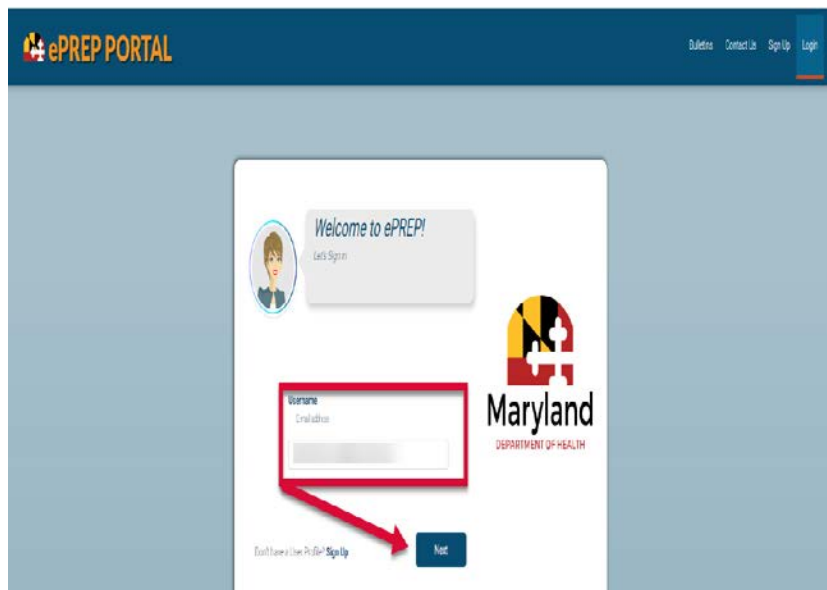 ePREP PORTAL
Bulletins Contact Us Sign Up Login
Welcome to ePREP!
Let's Sign in
Username
Email address
Maryland
DEPARTMENT OF HEALTH
Don't have a User Profile? Sign Up
Next